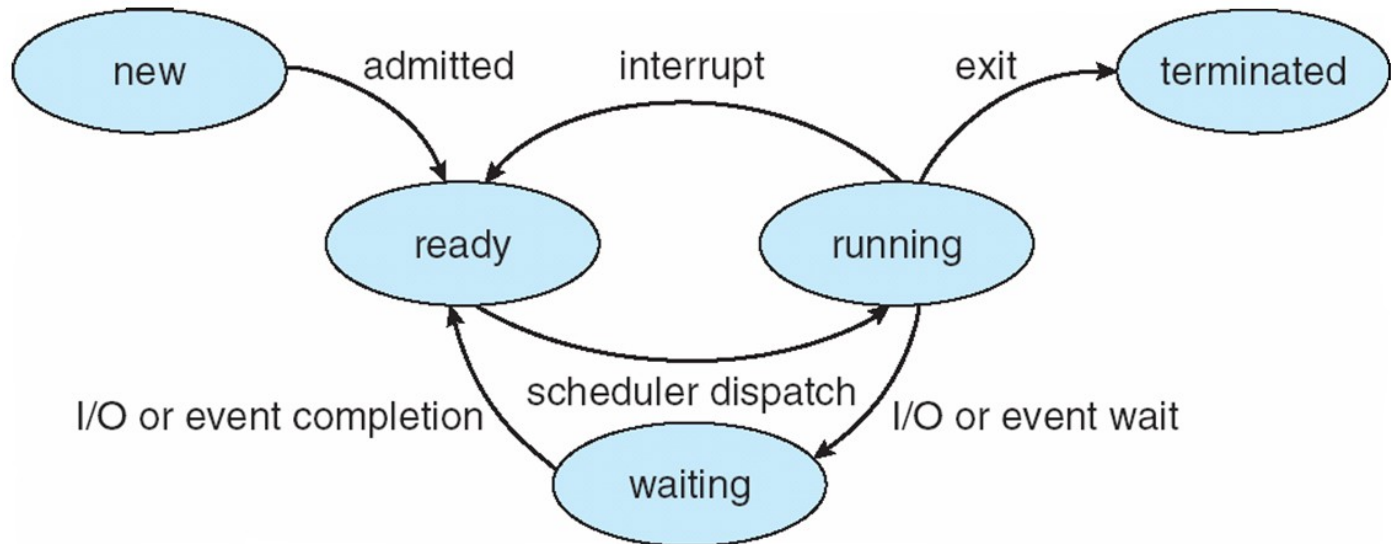 new
admitted
interrupt
exit
terminated
ready
running
scheduler dispatch
I/O or event completion
I/O or event wait
waiting